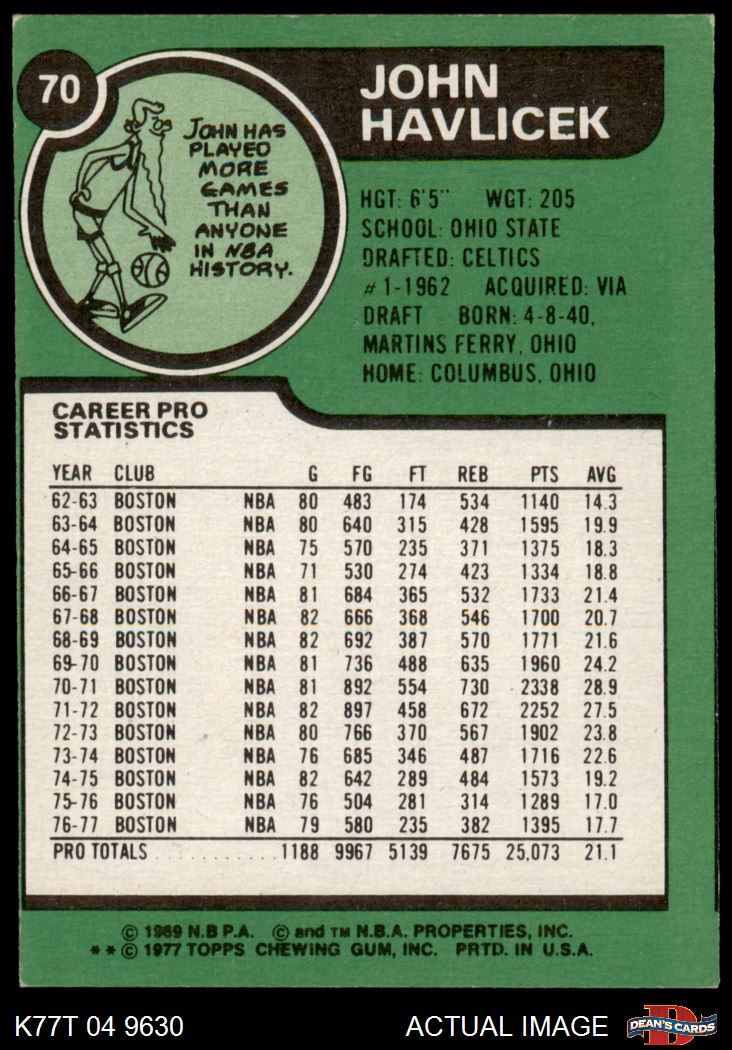 70
JOHN
HAVLICEK
JOHN HAS
PLAYED
MORE
GAMES
THAN
ANYONE
IN NBA
HISTORY.
HGT: 6'5" WGT: 205
SCHOOL: OHIO STATE
DRAFTED: CELTICS
#1-1962 ACQUIRED: VIA
DRAFT BORN: 4-8-40,
MARTINS FERRY, OHIO
HOME: COLUMBUS, OHIO
CAREER PRO
STATISTICS
YEAR CLUB G FG FT REB PTS AVG
62-63 BOSTON NBA 80 483 174 534 1140 14.3
63-64 BOSTON NBA 80 640 315 428 1595 19.9
64-65 BOSTON NBA 75 570 235 371 1375 18.3
65-66 BOSTON NBA 71 530 274 423 1334 18.8
66-67 BOSTON NBA 81 684 365 532 1733 21.4
67-68 BOSTON NBA 82 666 368 546 1700 20.7
68-69 BOSTON NBA 82 692 387 570 1771 21.6
69-70 BOSTON NBA 81 736 488 635 1960 24.2
70-71 BOSTON NBA 81 892 554 730 2338 28.9
71-72 BOSTON NBA 82 897 458 672 2252 27.5
72-73 BOSTON NBA 80 766 370 567 1902 23.8
73-74 BOSTON NBA 76 685 346 487 1716 22.6
74-75 BOSTON NBA 82 642 289 484 1573 19.2
75-76 BOSTON NBA 76 504 281 314 1289 17.0
76-77 BOSTON NBA 79 580 235 382 1395 17.7
PRO TOTALS . . . . . . . . . . . 1188 9967 5139 7675 25,073 21.1
© 1969 N.B P.A. © and TM N.B.A. PROPERTIES, INC.
**© 1977 TOPPS CHEWING GUM, INC. PRTD. IN U.S.A.
K77T 04 9630 ACTUAL IMAGE
D
DEAN'S CARDS